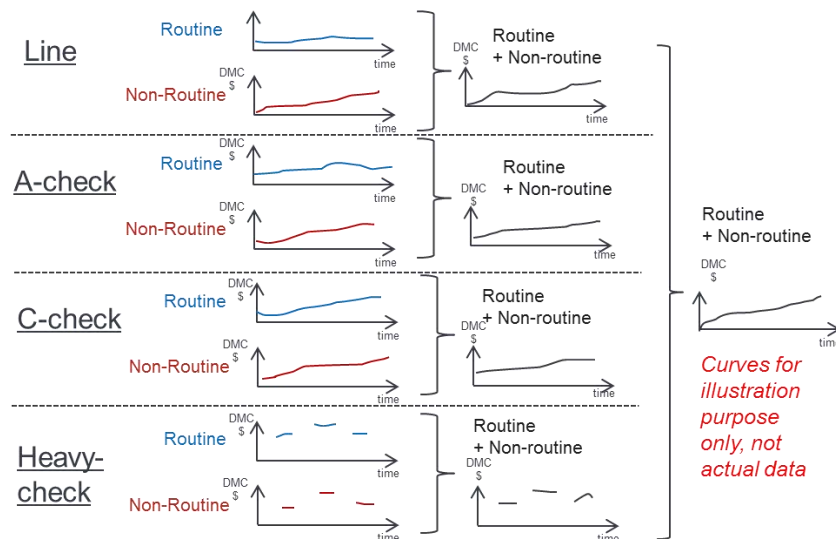 Line
Routine
time
Non-Routine
DMC
$
time
Routine
+ Non-routine
DMC
$
time
A-check
Routine
DMC
$
time
Non-Routine
DMC
$
time
Routine
+ Non-routine
DMC
$
time
C-check
Routine
DMC
$
time
Non-Routine
DMC
$
time
Routine
+ Non-routine
DMC
$
time
Heavy-
check
Routine
DMC
$
time
Non-Routine
DMC
$
time
Routine
+ Non-routine
DMC
$
time
Routine
+ Non-routine
DMC
$
time
Curves for
illustration
purpose
only, not
actual data